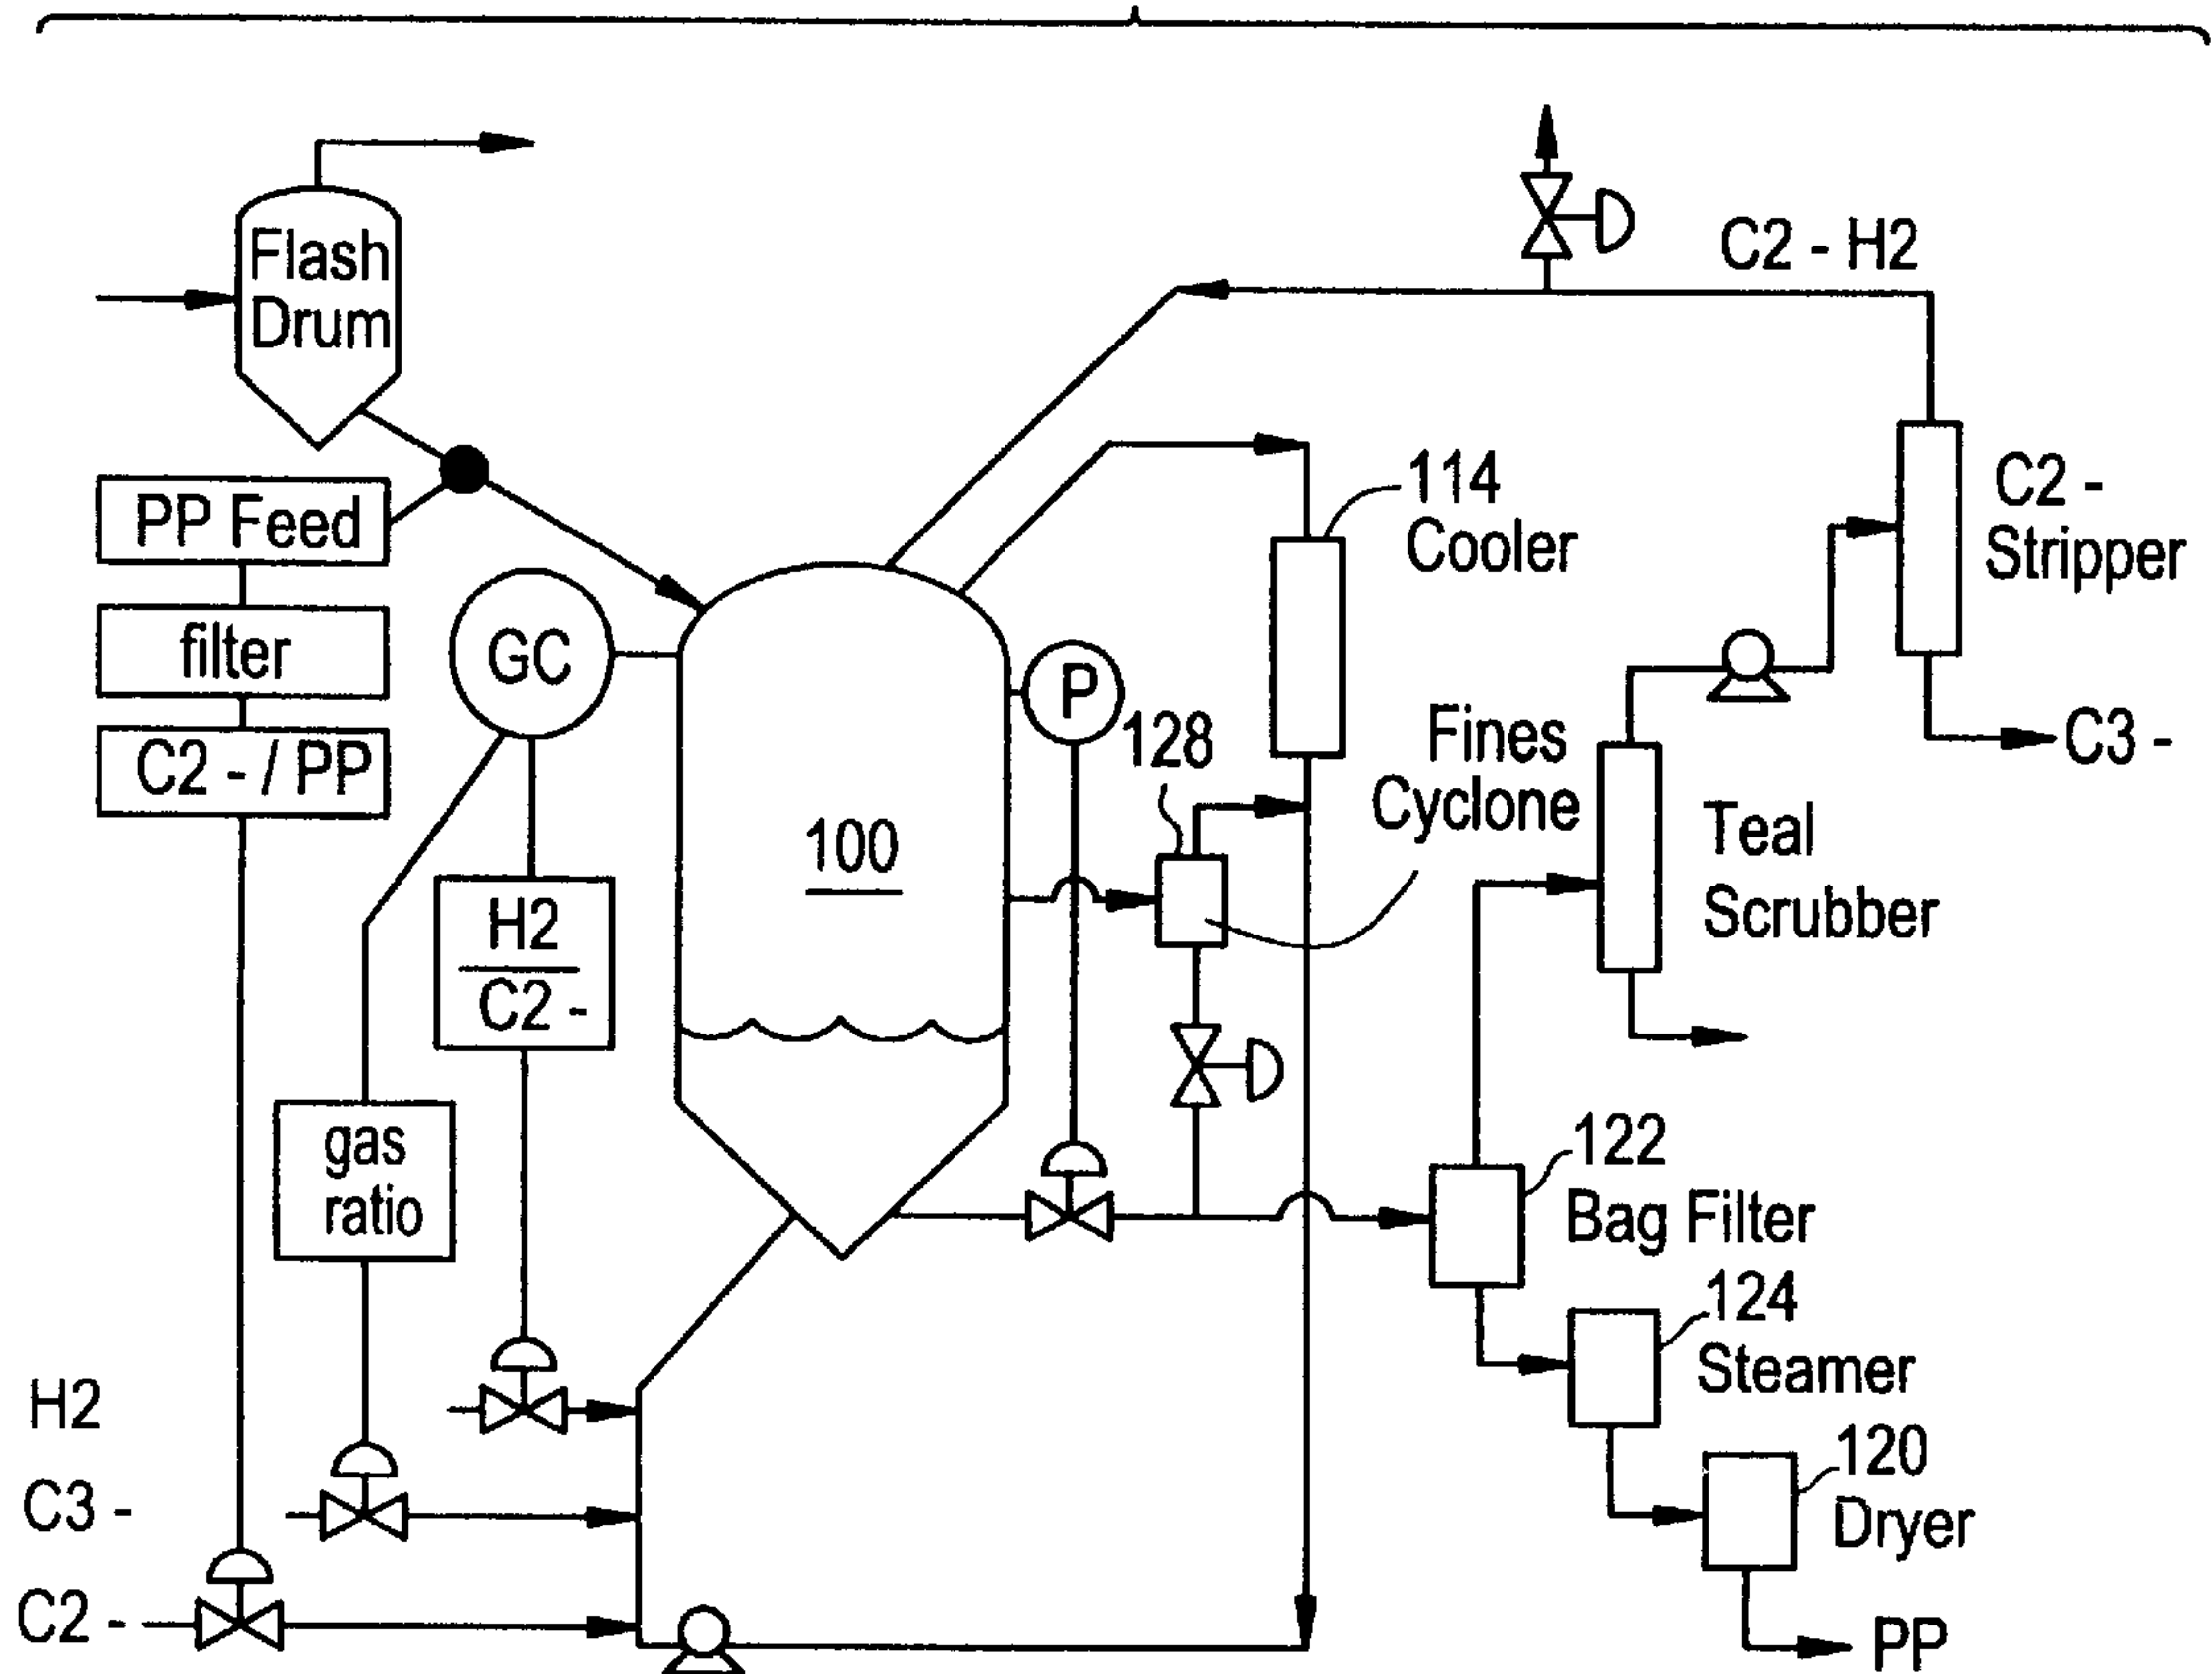 Flash
Drum
C2 - H2
PP Feed
114
Cooler
C2 -
Stripper
filter
GC
P
128
Fines
Cyclone
C3 -
C2 - / PP
100
Teal
Scrubber
H2
C2 -
gas
ratio
122
Bag Filter
124
Steamer
H2
120
Dryer
C3 -
C2 -
PP